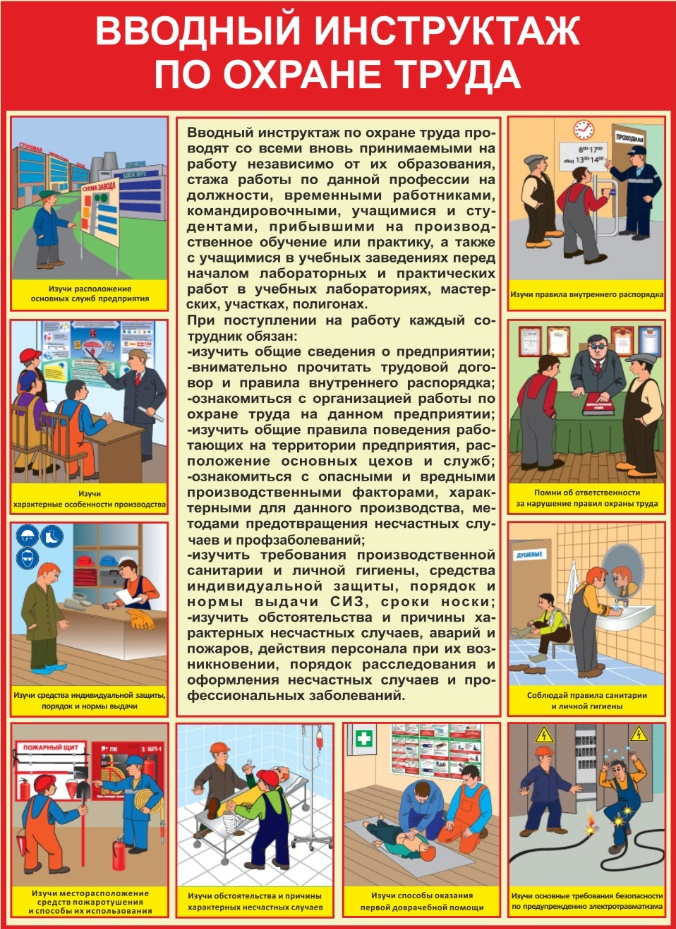 ВВОДНЫЙ ИНСТРУКТАЖ
ПО ОХРАНЕ ТРУДА
СТОЛОВАЯ
СХЕМА ЗАВОДА
Изучи расположение
основных служб предприятия
Вводный инструктаж по охране труда про-
водят со всеми вновь принимаемыми на
работу независимо от их образования,
стажа работы по данной профессии на
должности, временными работниками,
командировочными, учащимися и сту-
дентами, прибывшими на производ-
ственное обучение или практику, а также
с учащимися в учебных заведениях перед
началом лабораторных и практических
работ в учебных лабораториях, мастер-
ских, участках, полигонах.
При поступлении на работу каждый со-
трудник обязан:
-изучить общие сведения о предприятии;
-внимательно прочитать трудовой дого-
вор и правила внутреннего распорядка;
-ознакомиться с организацией работы по
охране труда на данном предприятии;
-изучить общие правила поведения рабо-
тающих на территории предприятия, рас-
положение основных цехов и служб;
-ознакомиться с опасными и вредными
производственными факторами, харак-
терными для данного производства, ме-
тодами предотвращения несчастных слу-
чаев и профзаболеваний;
-изучить требования производственной
санитарии и личной гигиены, средства
индивидуальной защиты, порядок и
нормы выдачи СИЗ, сроки носки;
-изучить обстоятельства и причины ха-
рактерных несчастных случаев, аварий и
пожаров, действия персонала при их воз-
никновении, порядок расследования и
оформления несчастных случаев и про-
фессиональных заболеваний.
ПРОХОДНАЯ
8⁰⁰-17⁰⁰
обед 13⁰⁰-14⁰⁰
Изучи правила внутреннего распорядка
Изучи
характерные особенности производства
Помни об ответственности
за нарушение правил охраны труда
Изучи средства индивидуальной защиты,
порядок и нормы выдачи
ДУШЕВЫЕ
Соблюдай правила санитарии
и личной гигиены
ПОЖАРНЫЙ ЩИТ
ПК
Изучи месторасположение
средств пожаротушения
и способы их использования
Изучи обстоятельства и причины
характерных несчастных случаев
Изучи способы оказания
первой доврачебной помощи
Изучи основные требования безопасности
по предупреждению электротравматизма